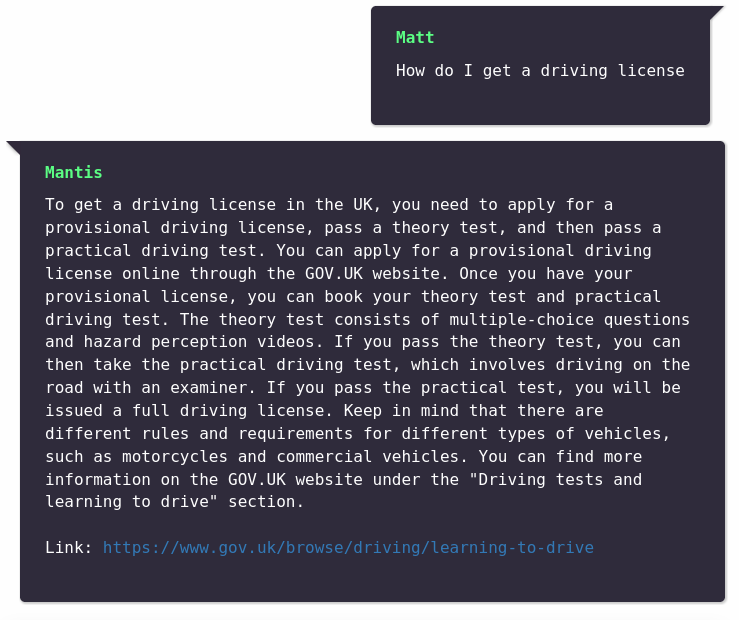 Matt
How do I get a driving license
Mantis
To get a driving license in the UK, you need to apply for a
provisional driving license, pass a theory test, and then pass a
practical driving test. You can apply for a provisional driving
license online through the GOV.UK website. Once you have your
provisional license, you can book your theory test and practical
driving test. The theory test consists of multiple-choice questions
and hazard perception videos. If you pass the theory test, you can
then take the practical driving test, which involves driving on the
road with an examiner. If you pass the practical test, you will be
issued a full driving license. Keep in mind that there are
different rules and requirements for different types of vehicles,
such as motorcycles and commercial vehicles. You can find more
information on the GOV.UK website under the "Driving tests and
learning to drive" section.
Link: https://www.gov.uk/browse/driving/learning-to-drive